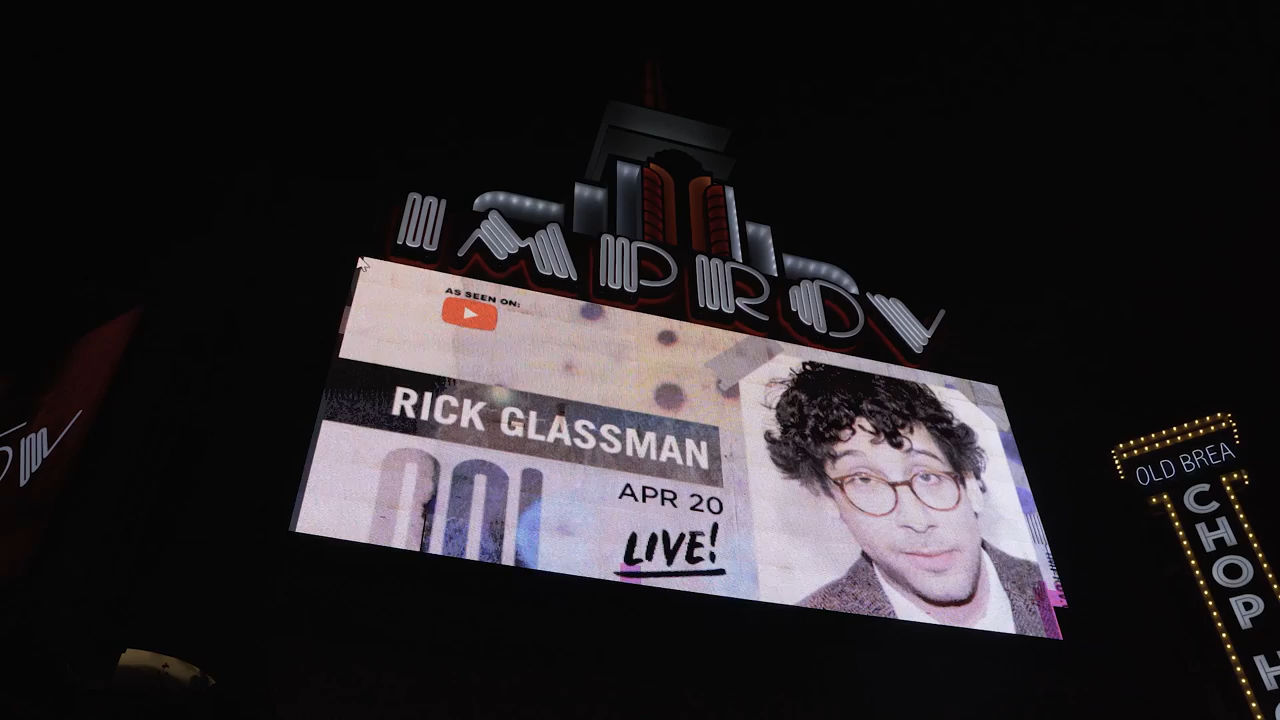 IMPROV
AS SEEN ON:
RICK GLASSMAN
APR 20
LIVE!
OLD BREA
CHOP